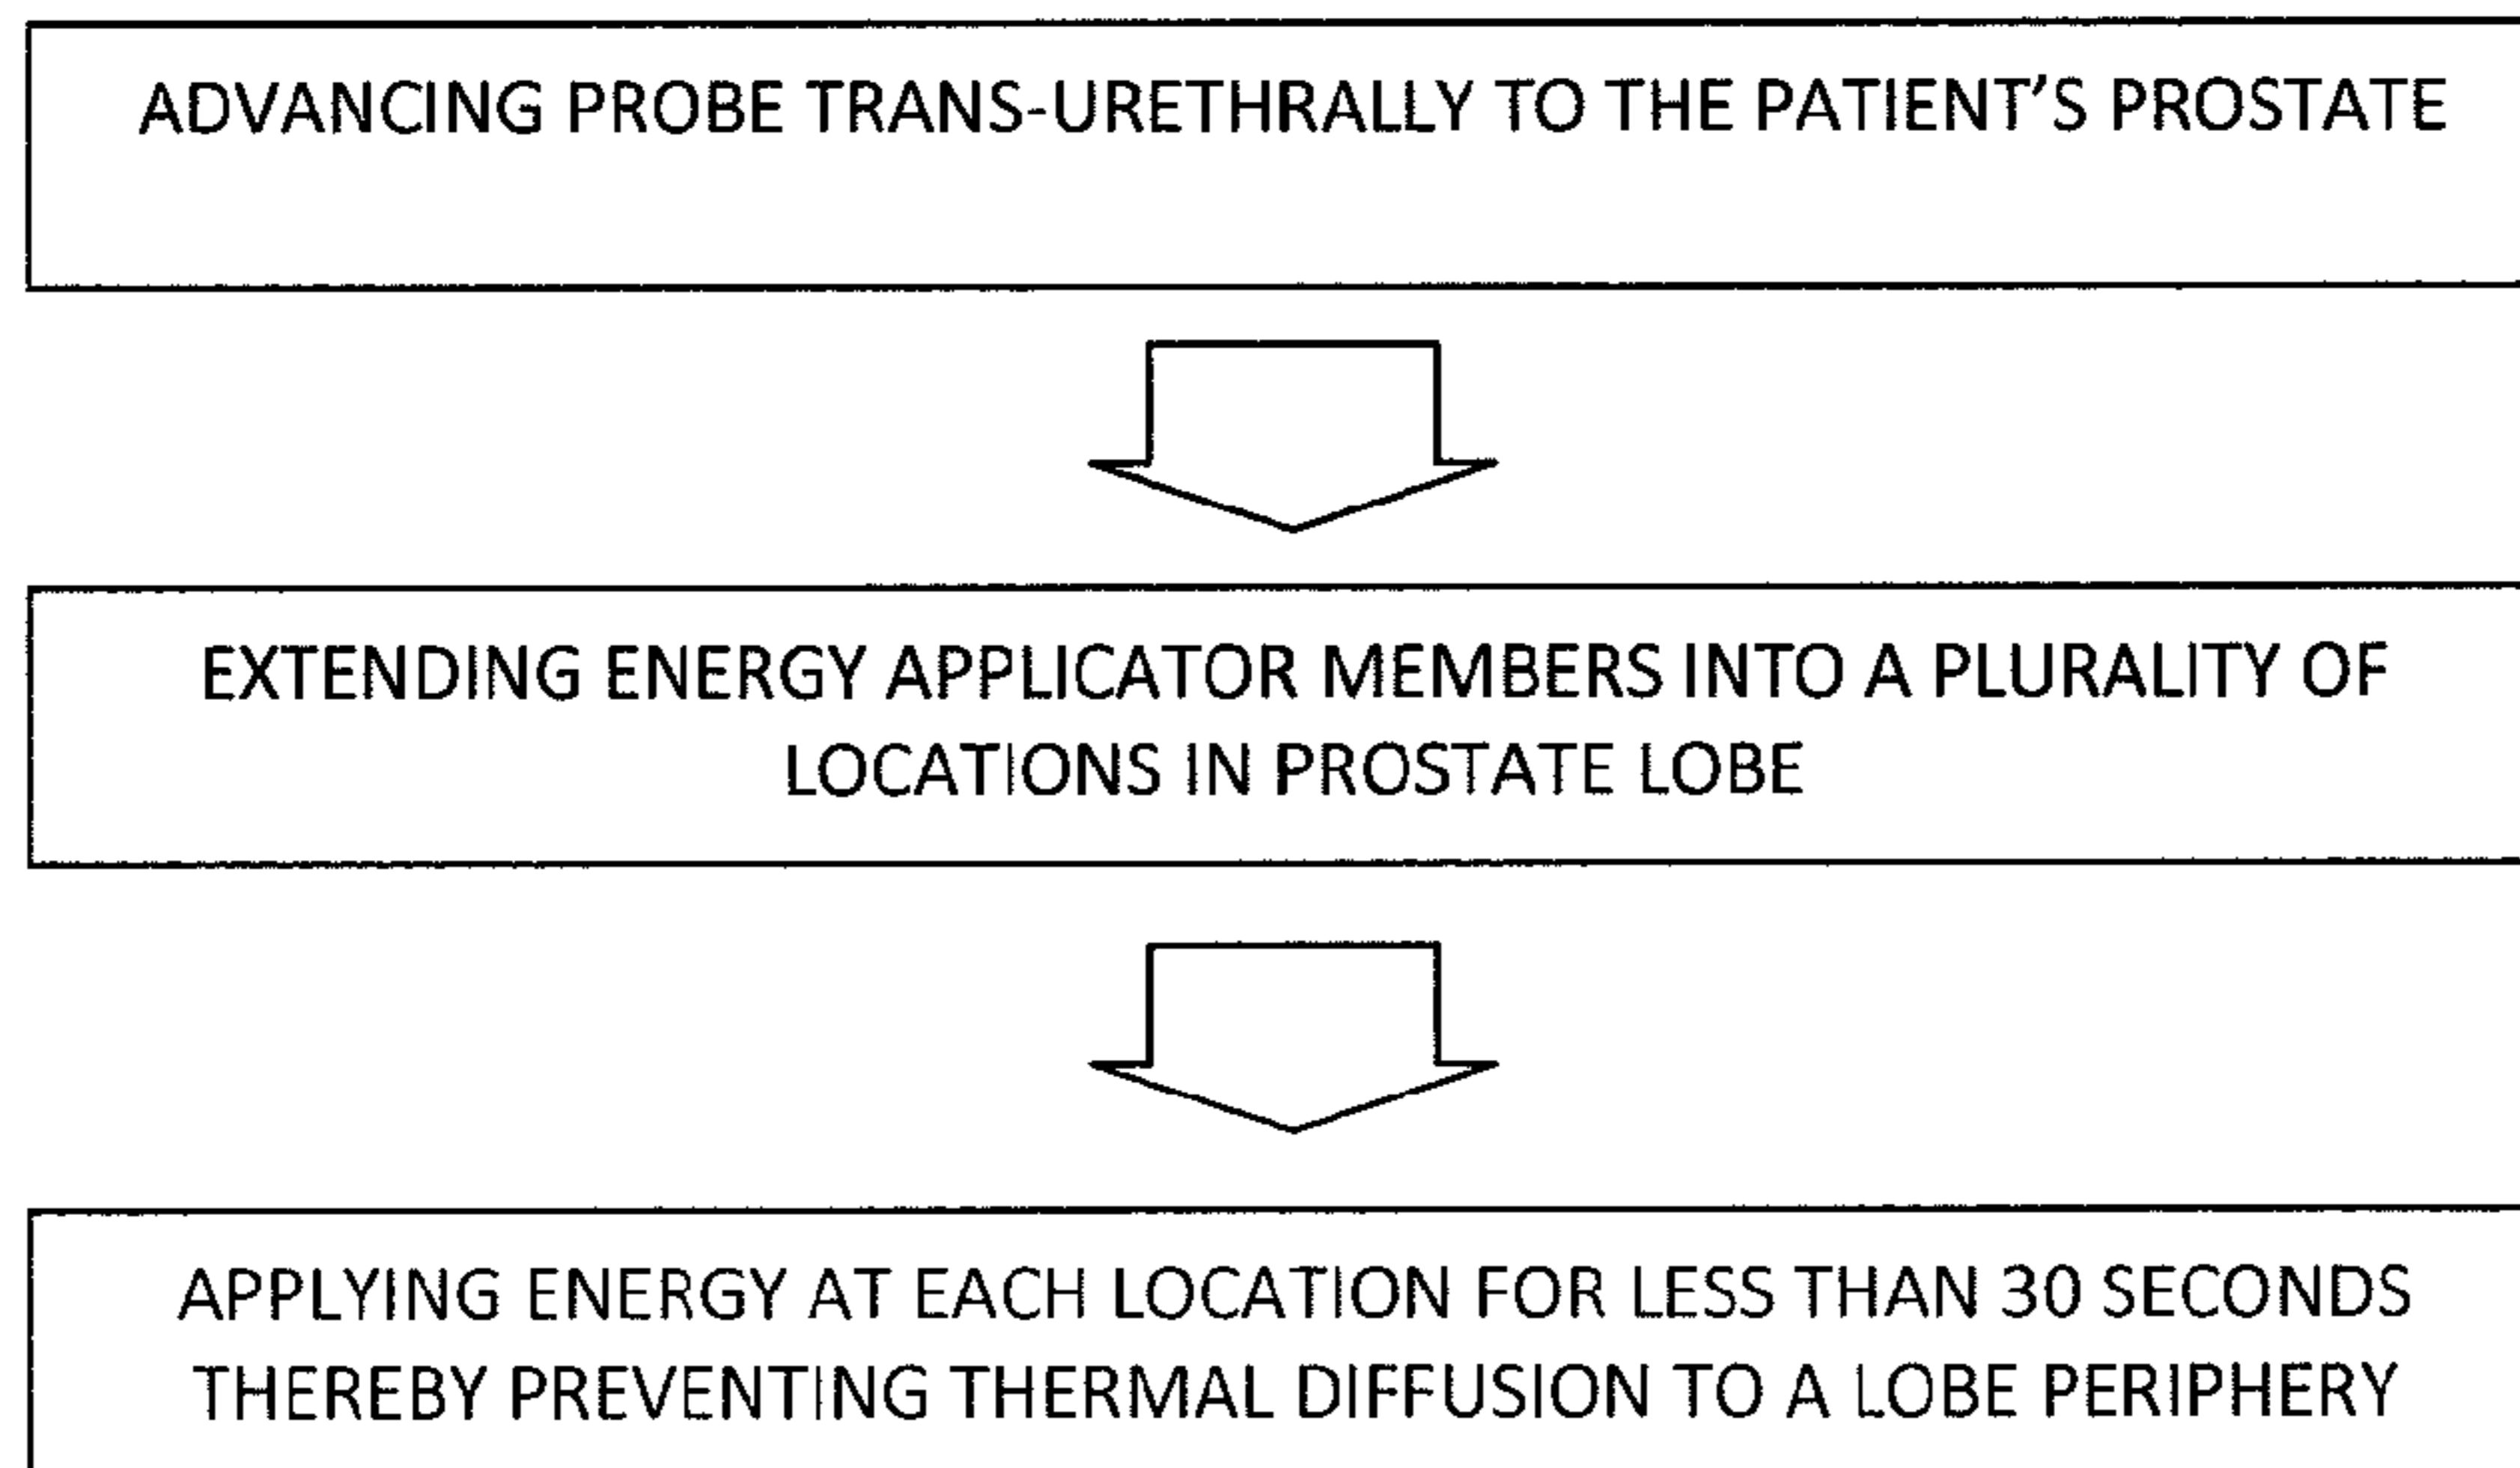 ADVANCING PROBE TRANS-URETHRALLY TO THE PATIENT'S PROSTATE
EXTENDING ENERGY APPLICATOR MEMBERS INTO A PLURALITY OF
LOCATIONS IN PROSTATE LOBE
APPLYING ENERGY AT EACH LOCATION FOR LESS THAN 30 SECONDS
THEREBY PREVENTING THERMAL DIFFUSION TO A LOBE PERIPHERY